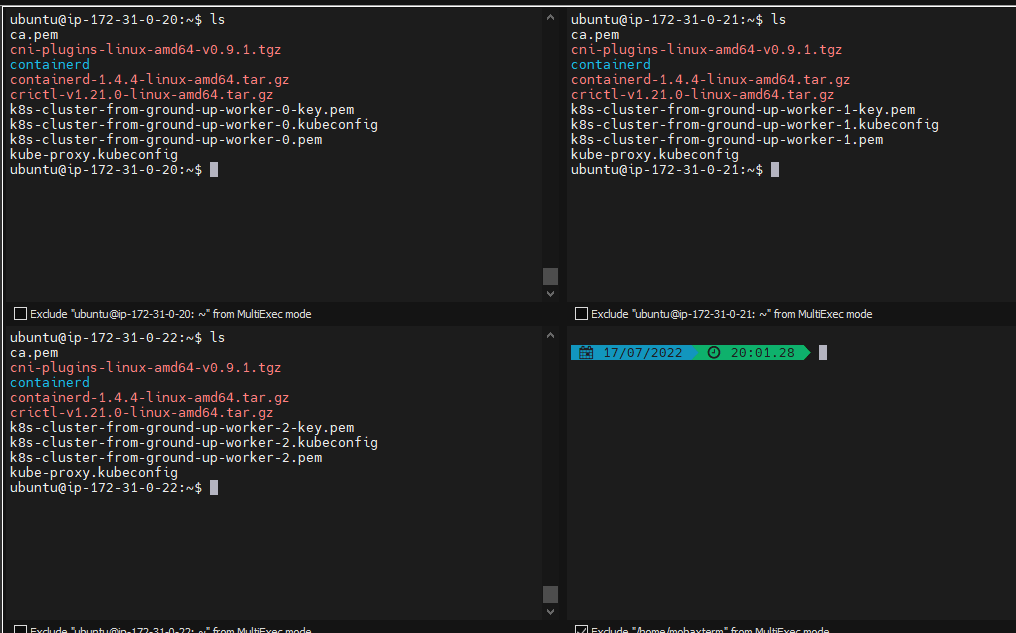 ubuntu@ip-172-31-0-20:~$ ls
ca.pem
cni-plugins-linux-amd64-v0.9.1.tgz
containerd
containerd-1.4.4-linux-amd64.tar.gz
crictl-v1.21.0-linux-amd64.tar.gz
k8s-cluster-from-ground-up-worker-0-key.pem
k8s-cluster-from-ground-up-worker-0.kubeconfig
k8s-cluster-from-ground-up-worker-0.pem
kube-proxy.kubeconfig
ubuntu@ip-172-31-0-20:~$
Exclude "ubuntu@ip-172-31-0-20: ~" from MultiExec mode
ubuntu@ip-172-31-0-21:~$ ls
ca.pem
cni-plugins-linux-amd64-v0.9.1.tgz
containerd
containerd-1.4.4-linux-amd64.tar.gz
crictl-v1.21.0-linux-amd64.tar.gz
k8s-cluster-from-ground-up-worker-1-key.pem
k8s-cluster-from-ground-up-worker-1.kubeconfig
k8s-cluster-from-ground-up-worker-1.pem
kube-proxy.kubeconfig
ubuntu@ip-172-31-0-21:~$
Exclude "ubuntu@ip-172-31-0-21: ~" from MultiExec mode
ubuntu@ip-172-31-0-22:~$ ls
ca.pem
cni-plugins-linux-amd64-v0.9.1.tgz
containerd
containerd-1.4.4-linux-amd64.tar.gz
crictl-v1.21.0-linux-amd64.tar.gz
k8s-cluster-from-ground-up-worker-2-key.pem
k8s-cluster-from-ground-up-worker-2.kubeconfig
k8s-cluster-from-ground-up-worker-2.pem
kube-proxy.kubeconfig
ubuntu@ip-172-31-0-22:~$
Exclude "ubuntu@ip-172-31-0-22: ~" from MultiExec mode
17/07/2022 20:01.28
Exclude "/home/mobaxterm" from MultiExec mode